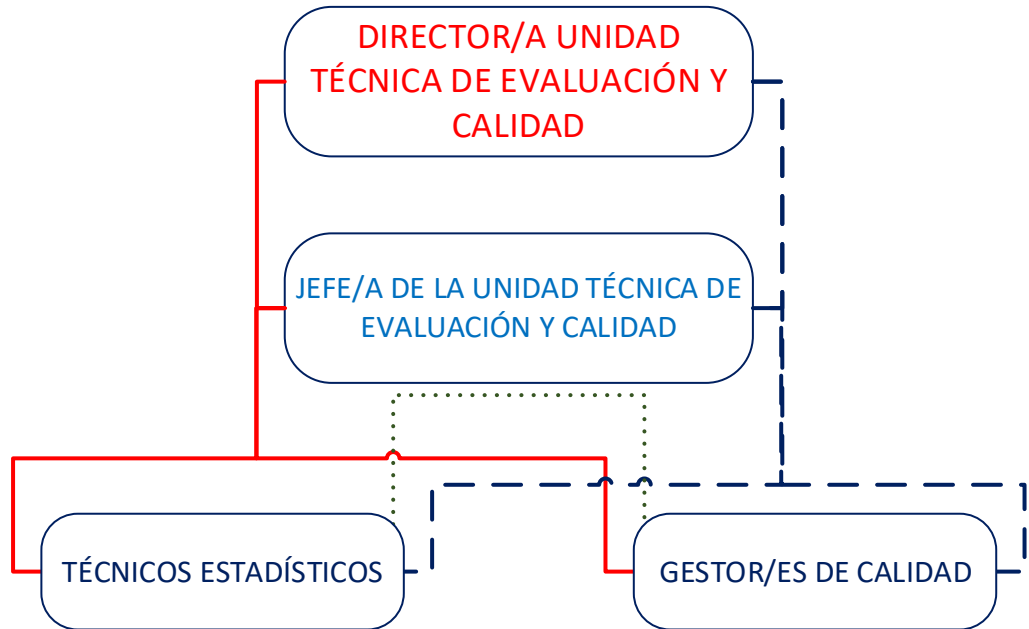 DIRECTOR/A UNIDAD
TÉCNICA DE EVALUACIÓN Y
CALIDAD
JEFE/A DE LA UNIDAD TÉCNICA DE
EVALUACIÓN Y CALIDAD
TÉCNICOS ESTADÍSTICOS
GESTOR/ES DE CALIDAD